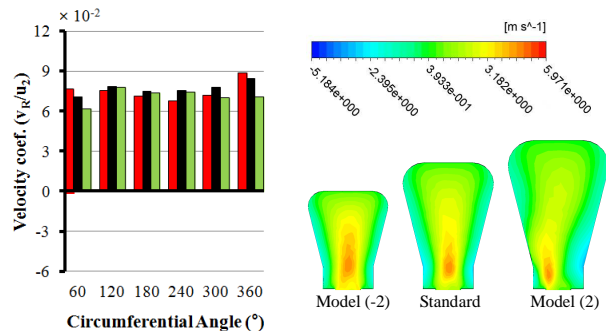 × 10⁻²
12
9
6
3
0
-3
-6
Velocity coef. (vR/u2)
60 120 180 240 300 360
Circumferential Angle (°)
[m s^-1]
-5.184e+000
-2.395e+000
3.933e-001
3.182e+000
5.971e+000
Model (-2) Standard Model (2)